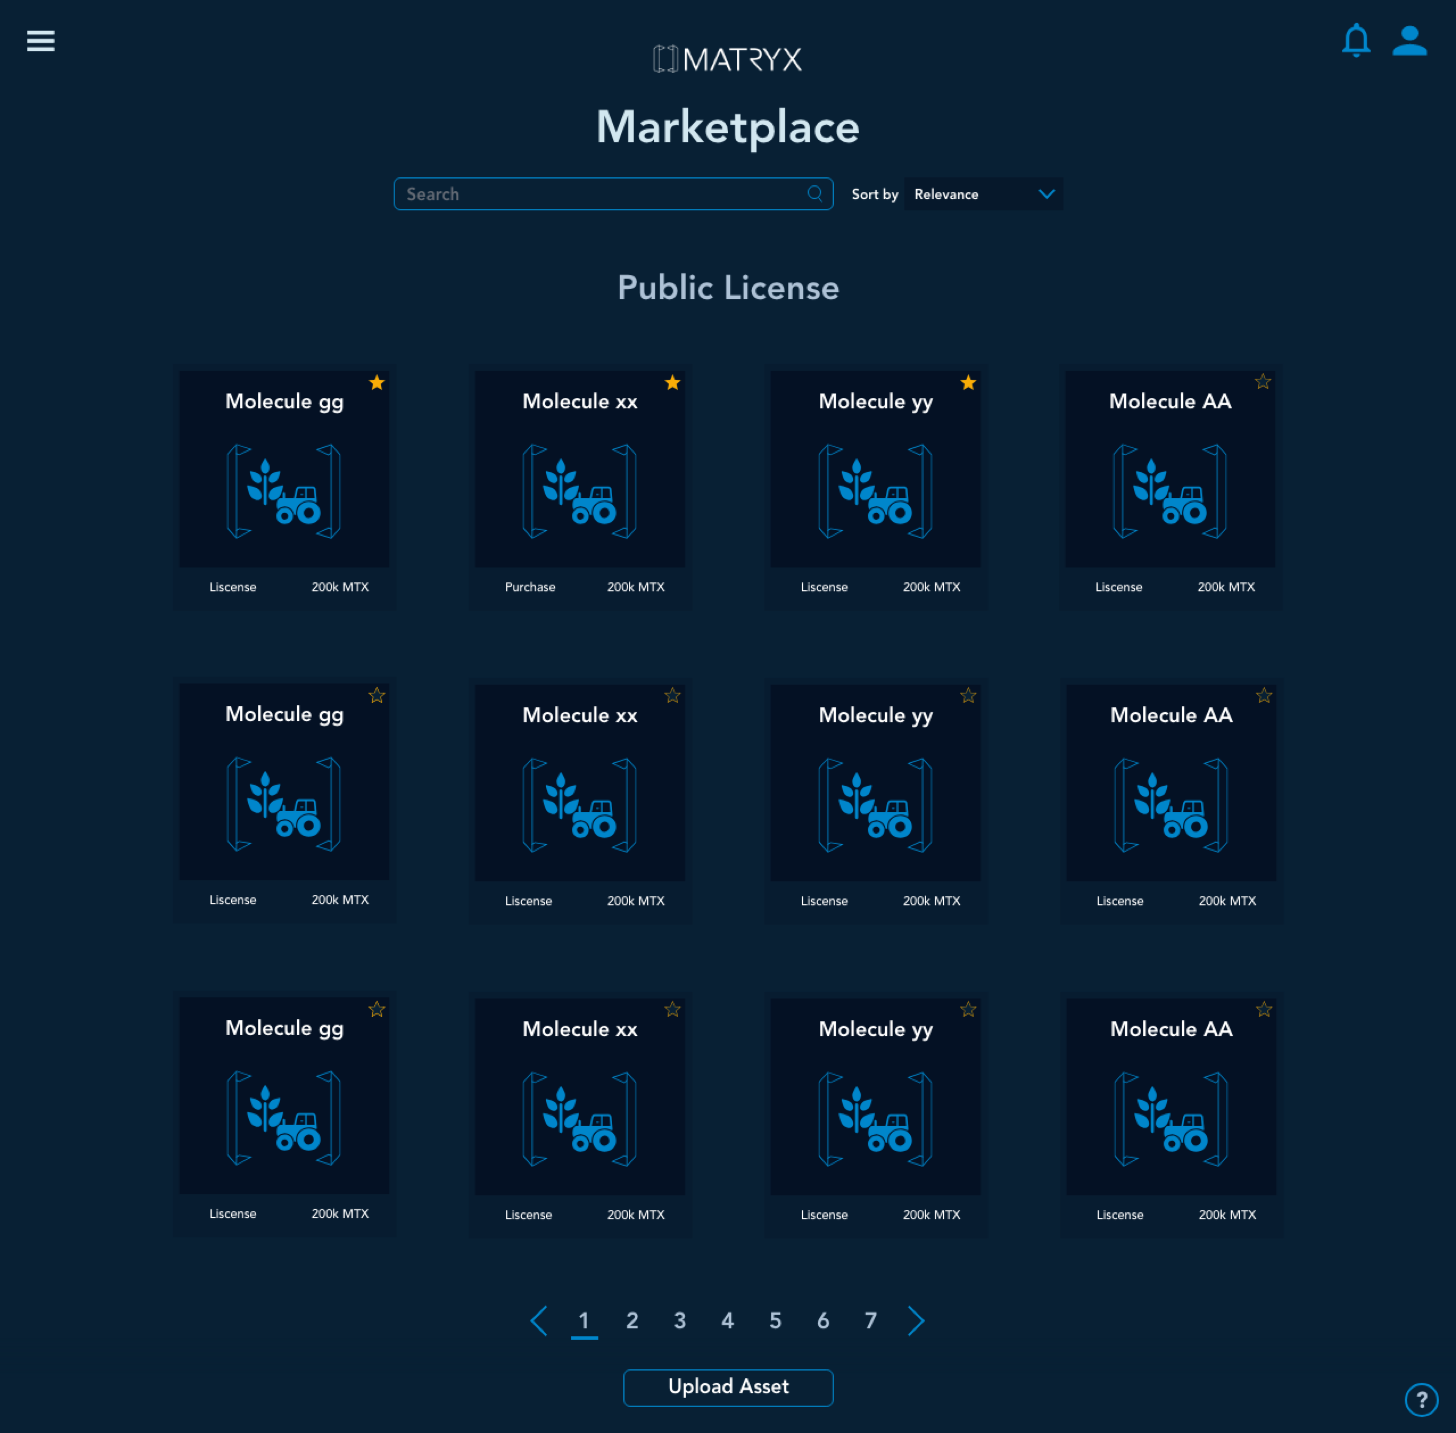 MATRYX
Marketplace
Search
Sort by Relevance
Public License
Molecule gg Molecule xx Molecule yy Molecule AA
Liscense 200k MTX Purchase 200k MTX Liscense 200k MTX Liscense 200k MTX
Molecule gg Molecule xx Molecule yy Molecule AA
Liscense 200k MTX Liscense 200k MTX Liscense 200k MTX Liscense 200k MTX
Molecule gg Molecule xx Molecule yy Molecule AA
Liscense 200k MTX Liscense 200k MTX Liscense 200k MTX Liscense 200k MTX
1 2 3 4 5 6 7
Upload Asset
?